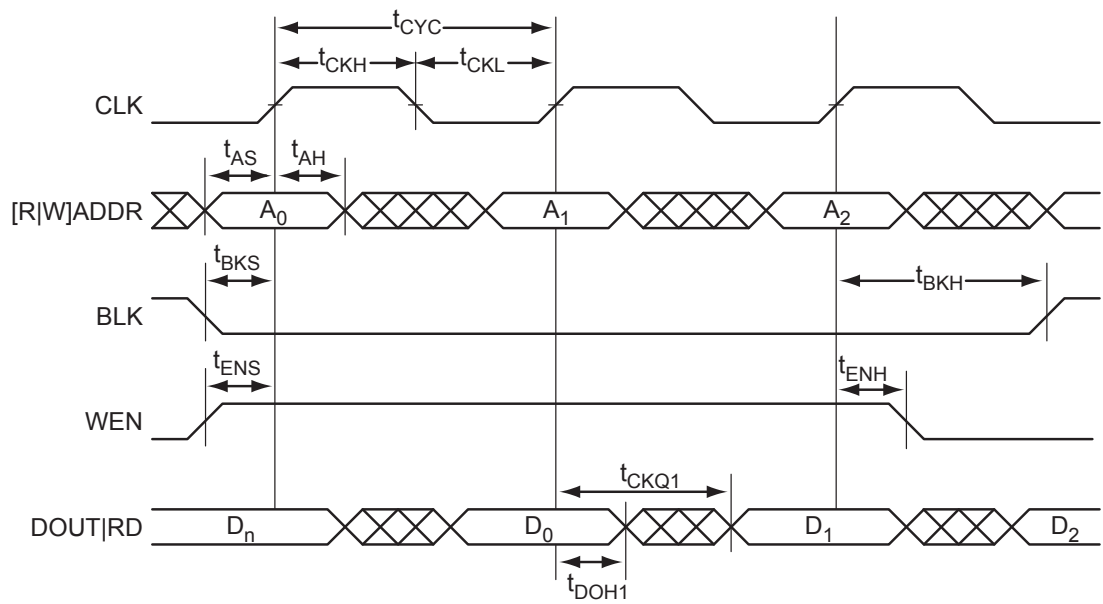 tCYC
tCKH tCKL
CLK
tAS tAH
[R|W]ADDR A0 A1 A2
tBKS tBKH
BLK
tENS tENH
WEN
tCKQ1
DOUT|RD Dn D0 D1 D2
tDOH1